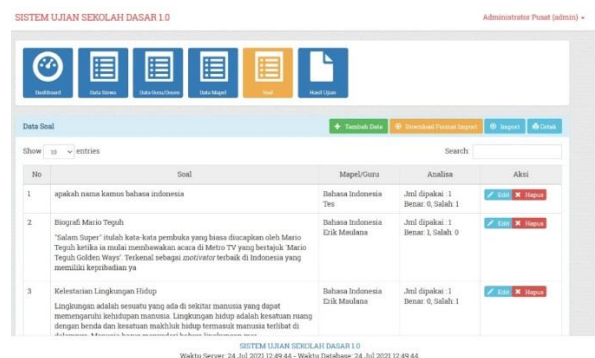 SISTEM UJIAN SEKOLAH DASAR 1.0
Administrator Pusat (admin)
Dashboard
Data Siswa
Data Guru/Dosen
Data Mapel
Soal
Hasil Ujian
Data Soal
Tambah Data
Download Format Import
Import
Cetak
Show 10 entries
Search:
No Soal Mapel/Guru Analisa Aksi
1 apakah nama kamus bahasa indonesia Bahasa Indonesia Jml dipakai :1 Edit Hapus
Tes Benar: 0, Salah: 1
2 Biografi Mario Teguh Bahasa Indonesia Jml dipakai :1 Edit Hapus
Erik Maulana Benar: 1, Salah: 0
"Salam Super" itulah kata-kata pembuka yang biasa diucapkan oleh Mario
Teguh ketika ia mulai membawakan acara di Metro TV yang bertajuk 'Mario
Teguh Golden Ways'. Terkenal sebagai motivator terbaik di Indonesia yang
memiliki kepribadian ya
3 Kelestarian Lingkungan Hidup Bahasa Indonesia Jml dipakai :1 Edit Hapus
Erik Maulana Benar: 0, Salah: 1
Lingkungan adalah sesuatu yang ada di sekitar manusia yang dapat
memengaruhi kehidupan manusia. Lingkungan hidup adalah kesatuan ruang
dengan benda dan kesatuan makhluk hidup termasuk manusia terlibat di
SISTEM UJIAN SEKOLAH DASAR 1.0
Waktu Server: 24 Jul 2021 12:49:44 - Waktu Database: 24 Jul 2021 12:49:44